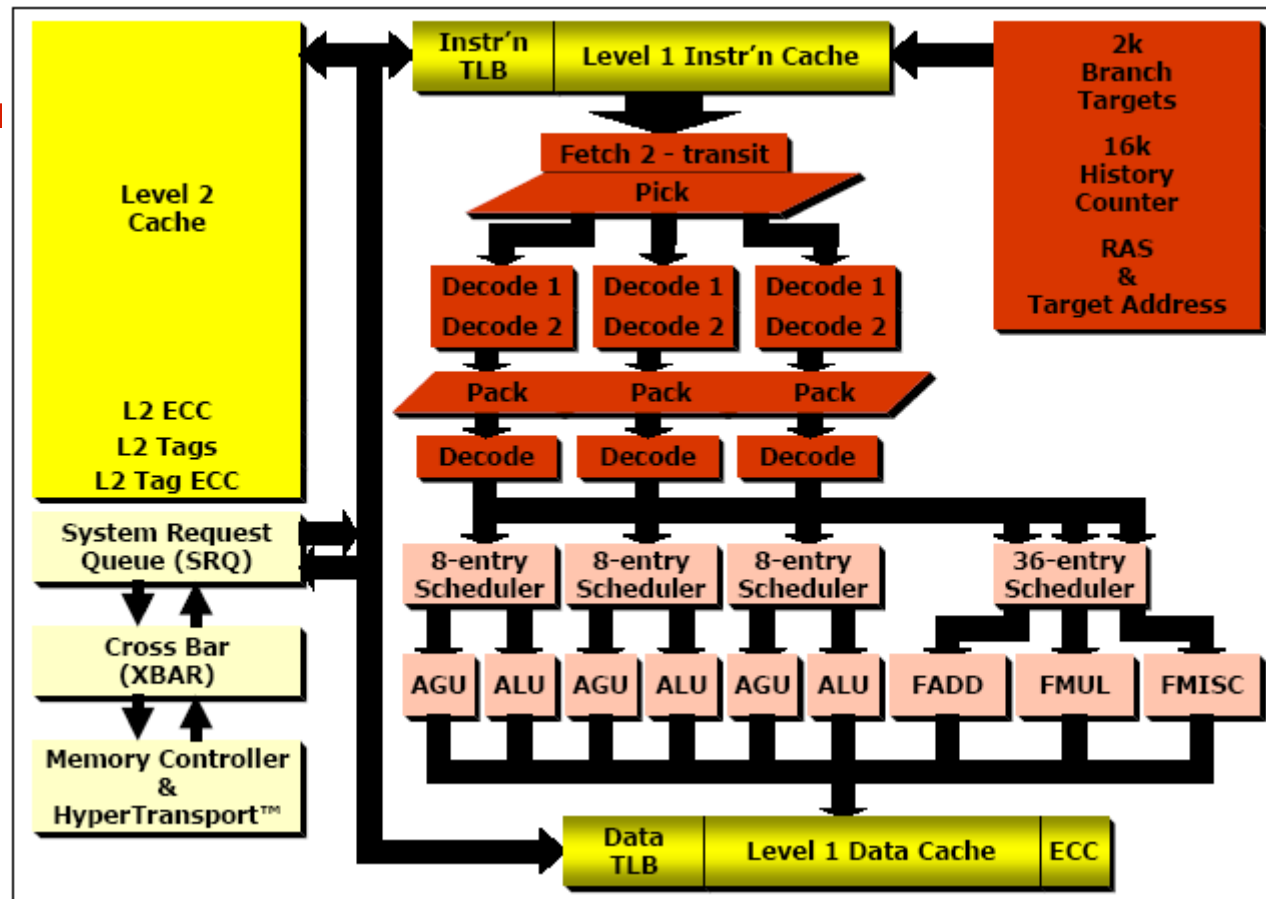 Level 2
Cache
L2 ECC
L2 Tags
L2 Tag ECC
System Request
Queue (SRQ)
Cross Bar
(XBAR)
Memory Controller
&
HyperTransport™
Instr'n
TLB
Level 1 Instr'n Cache
2k
Branch
Targets
16k
History
Counter
RAS
&
Target Address
Fetch 2 - transit
Pick
Decode 1
Decode 2
Decode 1
Decode 2
Decode 1
Decode 2
Pack
Pack
Pack
Decode
Decode
Decode
8-entry
Scheduler
8-entry
Scheduler
8-entry
Scheduler
36-entry
Scheduler
AGU
ALU
AGU
ALU
AGU
ALU
FADD
FMUL
FMISC
Data
TLB
Level 1 Data Cache
ECC